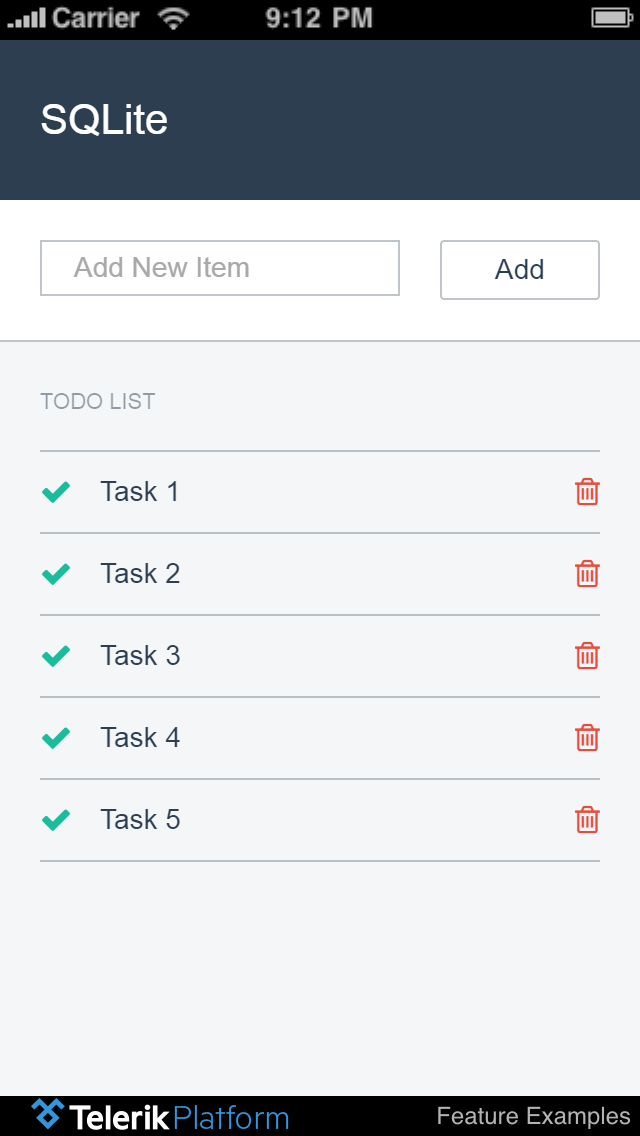 Carrier 9:12 PM
SQLite
Add New Item Add
TODO LIST
Task 1
Task 2
Task 3
Task 4
Task 5
Telerik Platform Feature Examples